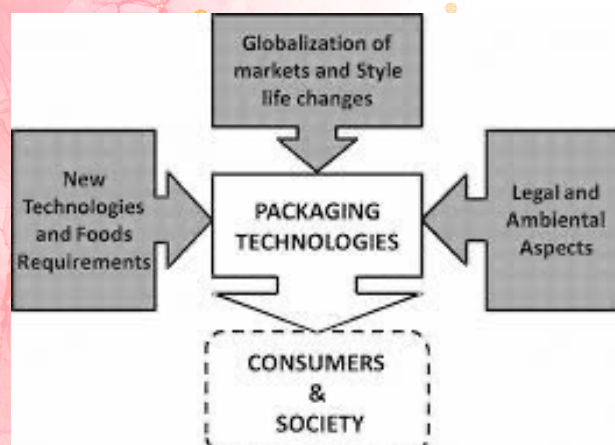 Globalization of
markets and Style
life changes
New
Technologies
and Foods
Requirements
PACKAGING
TECHNOLOGIES
Legal and
Ambiental
Aspects
CONSUMERS
&
SOCIETY